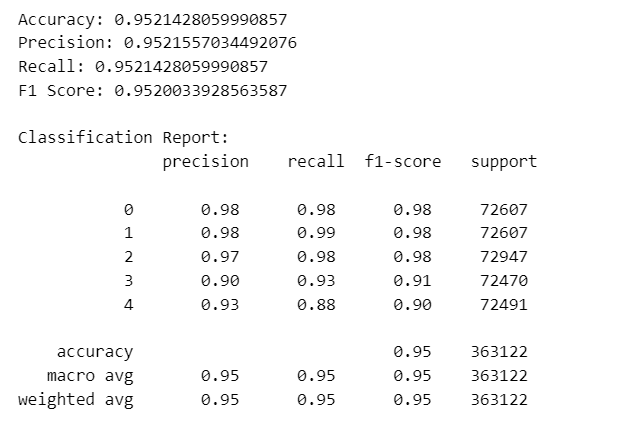 Accuracy: 0.9521428059990857
Precision: 0.9521557034492076
Recall: 0.9521428059990857
F1 Score: 0.9520033928563587
Classification Report:
precision recall f1-score support
0 0.98 0.98 0.98 72607
1 0.98 0.99 0.98 72607
2 0.97 0.98 0.98 72947
3 0.90 0.93 0.91 72470
4 0.93 0.88 0.90 72491
accuracy 0.95 363122
macro avg 0.95 0.95 0.95 363122
weighted avg 0.95 0.95 0.95 363122